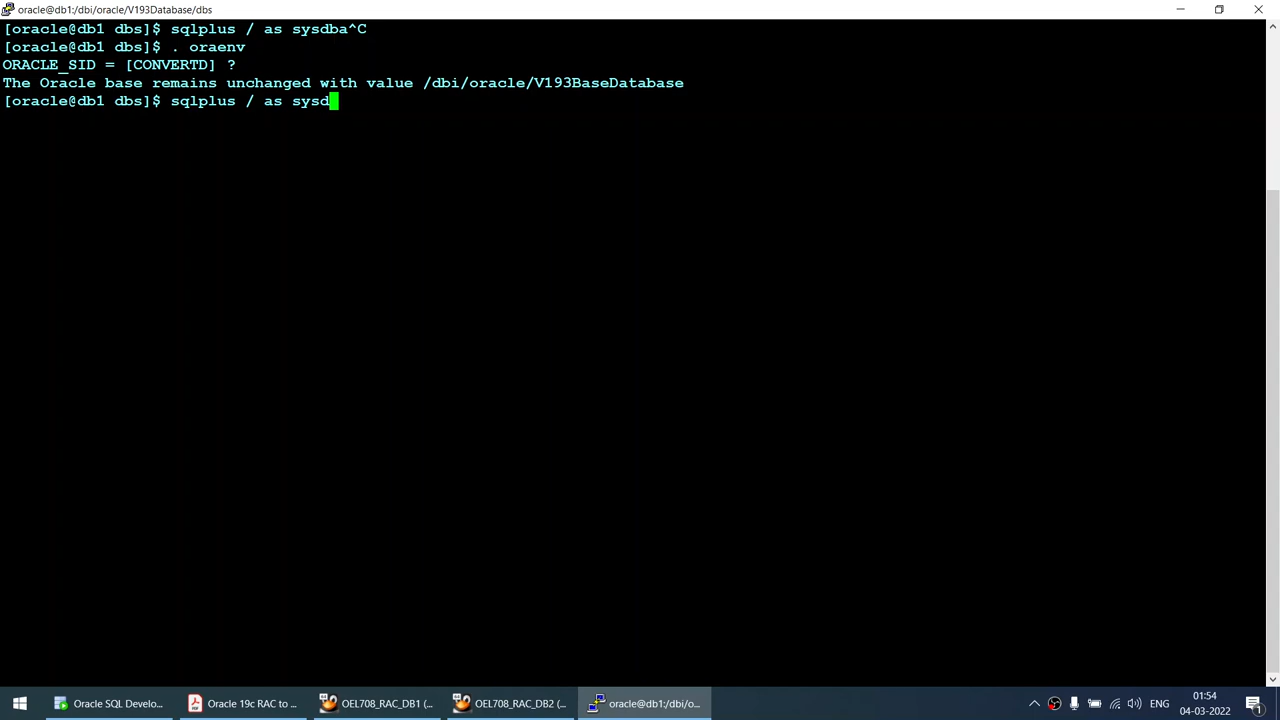 oracle@db1:/dbi/oracle/V193Database/dbs
[oracle@db1 dbs]$ sqlplus / as sysdba^C
[oracle@db1 dbs]$ . oraenv
ORACLE_SID = [CONVERTD] ?
The Oracle base remains unchanged with value /dbi/oracle/V193BaseDatabase
[oracle@db1 dbs]$ sqlplus / as sysd
Oracle SQL Develo...
Oracle 19c RAC to ...
OEL708_RAC_DB1 (...
OEL708_RAC_DB2 (...
oracle@db1:/dbi/o...
ENG
01:54
04-03-2022
1